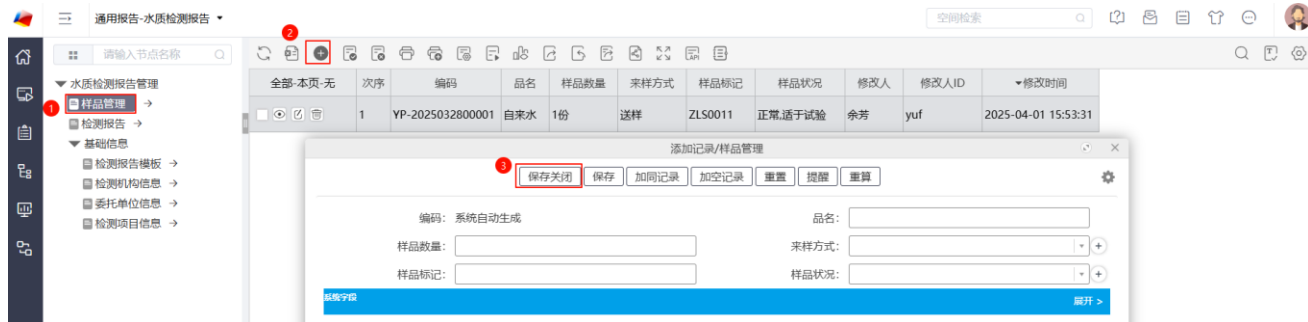 通用报告-水质检测报告
空间检索
2
请输入节点名称
水质检测报告管理
1 样品管理
检测报告
基础信息
检测报告模板
检测机构信息
委托单位信息
检测项目信息
全部-本页-无 次序 编码 品名 样品数量 来样方式 样品标记 样品状况 修改人 修改人ID 修改时间
1 YP-2025032800001 自来水 1份 送样 ZLS0011 正常,适于试验 余芳 yuf 2025-04-01 15:53:31
添加记录/样品管理
3 保存关闭 保存 加同记录 加空记录 重置 提醒 重算
编码: 系统自动生成 品名:
样品数量: 来样方式:
样品标记: 样品状况:
系统字段 展开 >